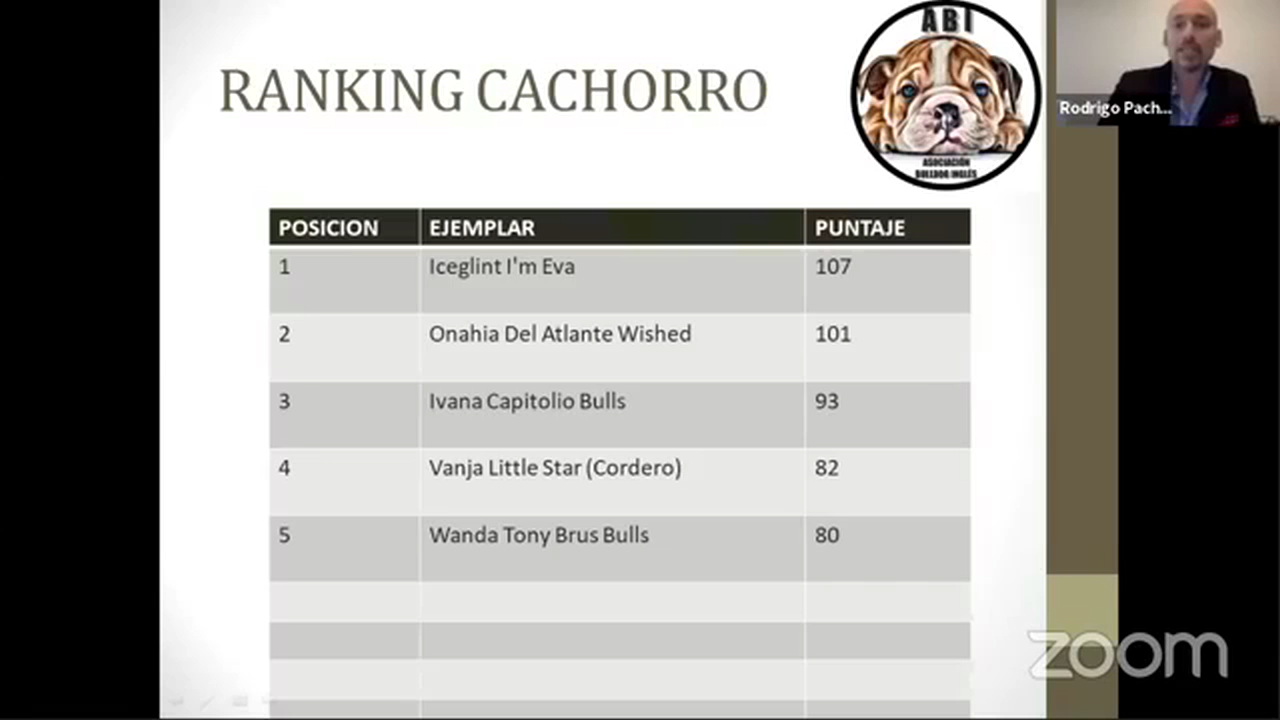 ABI
RANKING CACHORRO
Rodrigo Pach...
ASOCIACIÓN
BULLDOG INGLÉS
POSICION EJEMPLAR PUNTAJE
1 Iceglint I'm Eva 107
2 Onahia Del Atlante Wished 101
3 Ivana Capitolio Bulls 93
4 Vanja Little Star (Cordero) 82
5 Wanda Tony Brus Bulls 80
zoom